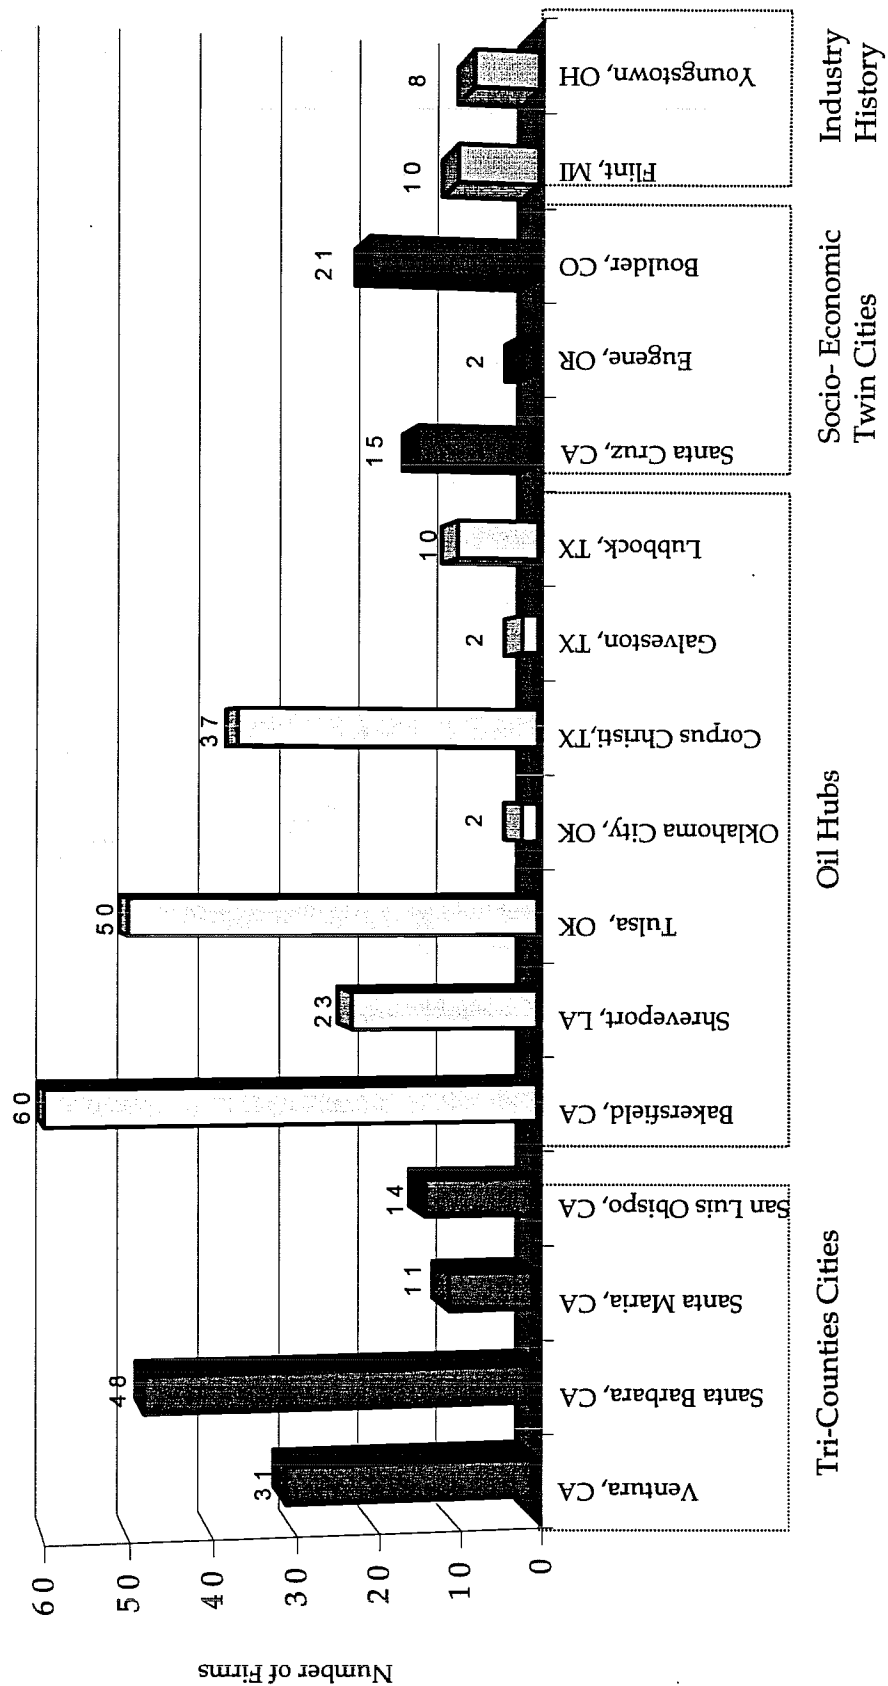 Number of Firms
60
50
40
30
20
10
0
31
48
11
14
60
23
50
2
37
2
10
15
2
21
10
8
Ventura, CA
Santa Barbara, CA
Santa Maria, CA
San Luis Obispo, CA
Bakersfield, CA
Shreveport, LA
Tulsa, OK
Oklahoma City, OK
Corpus Christi,TX
Galveston, TX
Lubbock, TX
Santa Cruz, CA
Eugene, OR
Boulder, CO
Flint, MI
Youngstown, OH
Tri-Counties Cities
Oil Hubs
Socio- Economic
Twin Cities
Industry
History